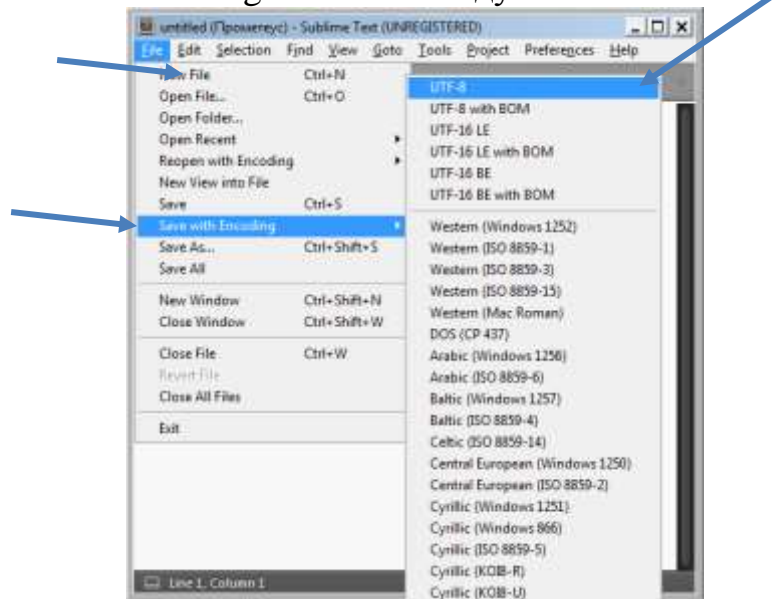 untitled (Прометеус) - Sublime Text (UNREGISTERED)
File Edit Selection Find View Goto Tools Project Preferences Help
New File Ctrl+N
Open File... Ctrl+O
Open Folder...
Open Recent
Reopen with Encoding
New View into File
Save Ctrl+S
Save with Encoding
Save As... Ctrl+Shift+S
Save All
New Window Ctrl+Shift+N
Close Window Ctrl+Shift+W
Close File Ctrl+W
Revert File
Close All Files
Exit
UTF-8
UTF-8 with BOM
UTF-16 LE
UTF-16 LE with BOM
UTF-16 BE
UTF-16 BE with BOM
Western (Windows 1252)
Western (ISO 8859-1)
Western (ISO 8859-3)
Western (ISO 8859-15)
Western (Mac Roman)
DOS (CP 437)
Arabic (Windows 1256)
Arabic (ISO 8859-6)
Baltic (Windows 1257)
Baltic (ISO 8859-4)
Celtic (ISO 8859-14)
Central European (Windows 1250)
Central European (ISO 8859-2)
Cyrillic (Windows 1251)
Cyrillic (Windows 866)
Cyrillic (ISO 8859-5)
Cyrillic (KOI8-R)
Cyrillic (KOI8-U)
Line 1, Column 1